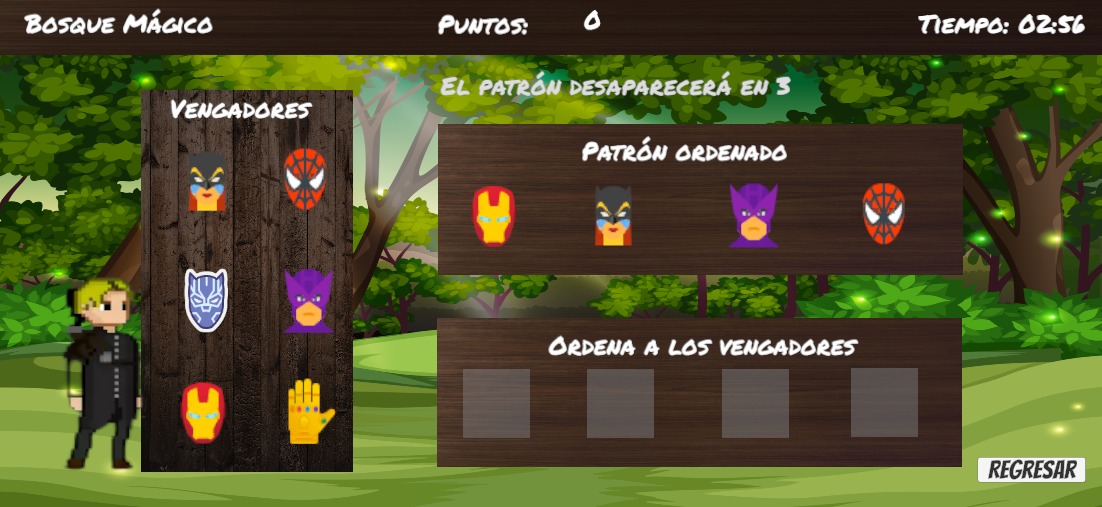 Bosque Mágico
Puntos: 0
Tiempo: 02:56
El patrón desaparecerá en 3
Vengadores
Patrón ordenado
Ordena a los vengadores
REGRESAR